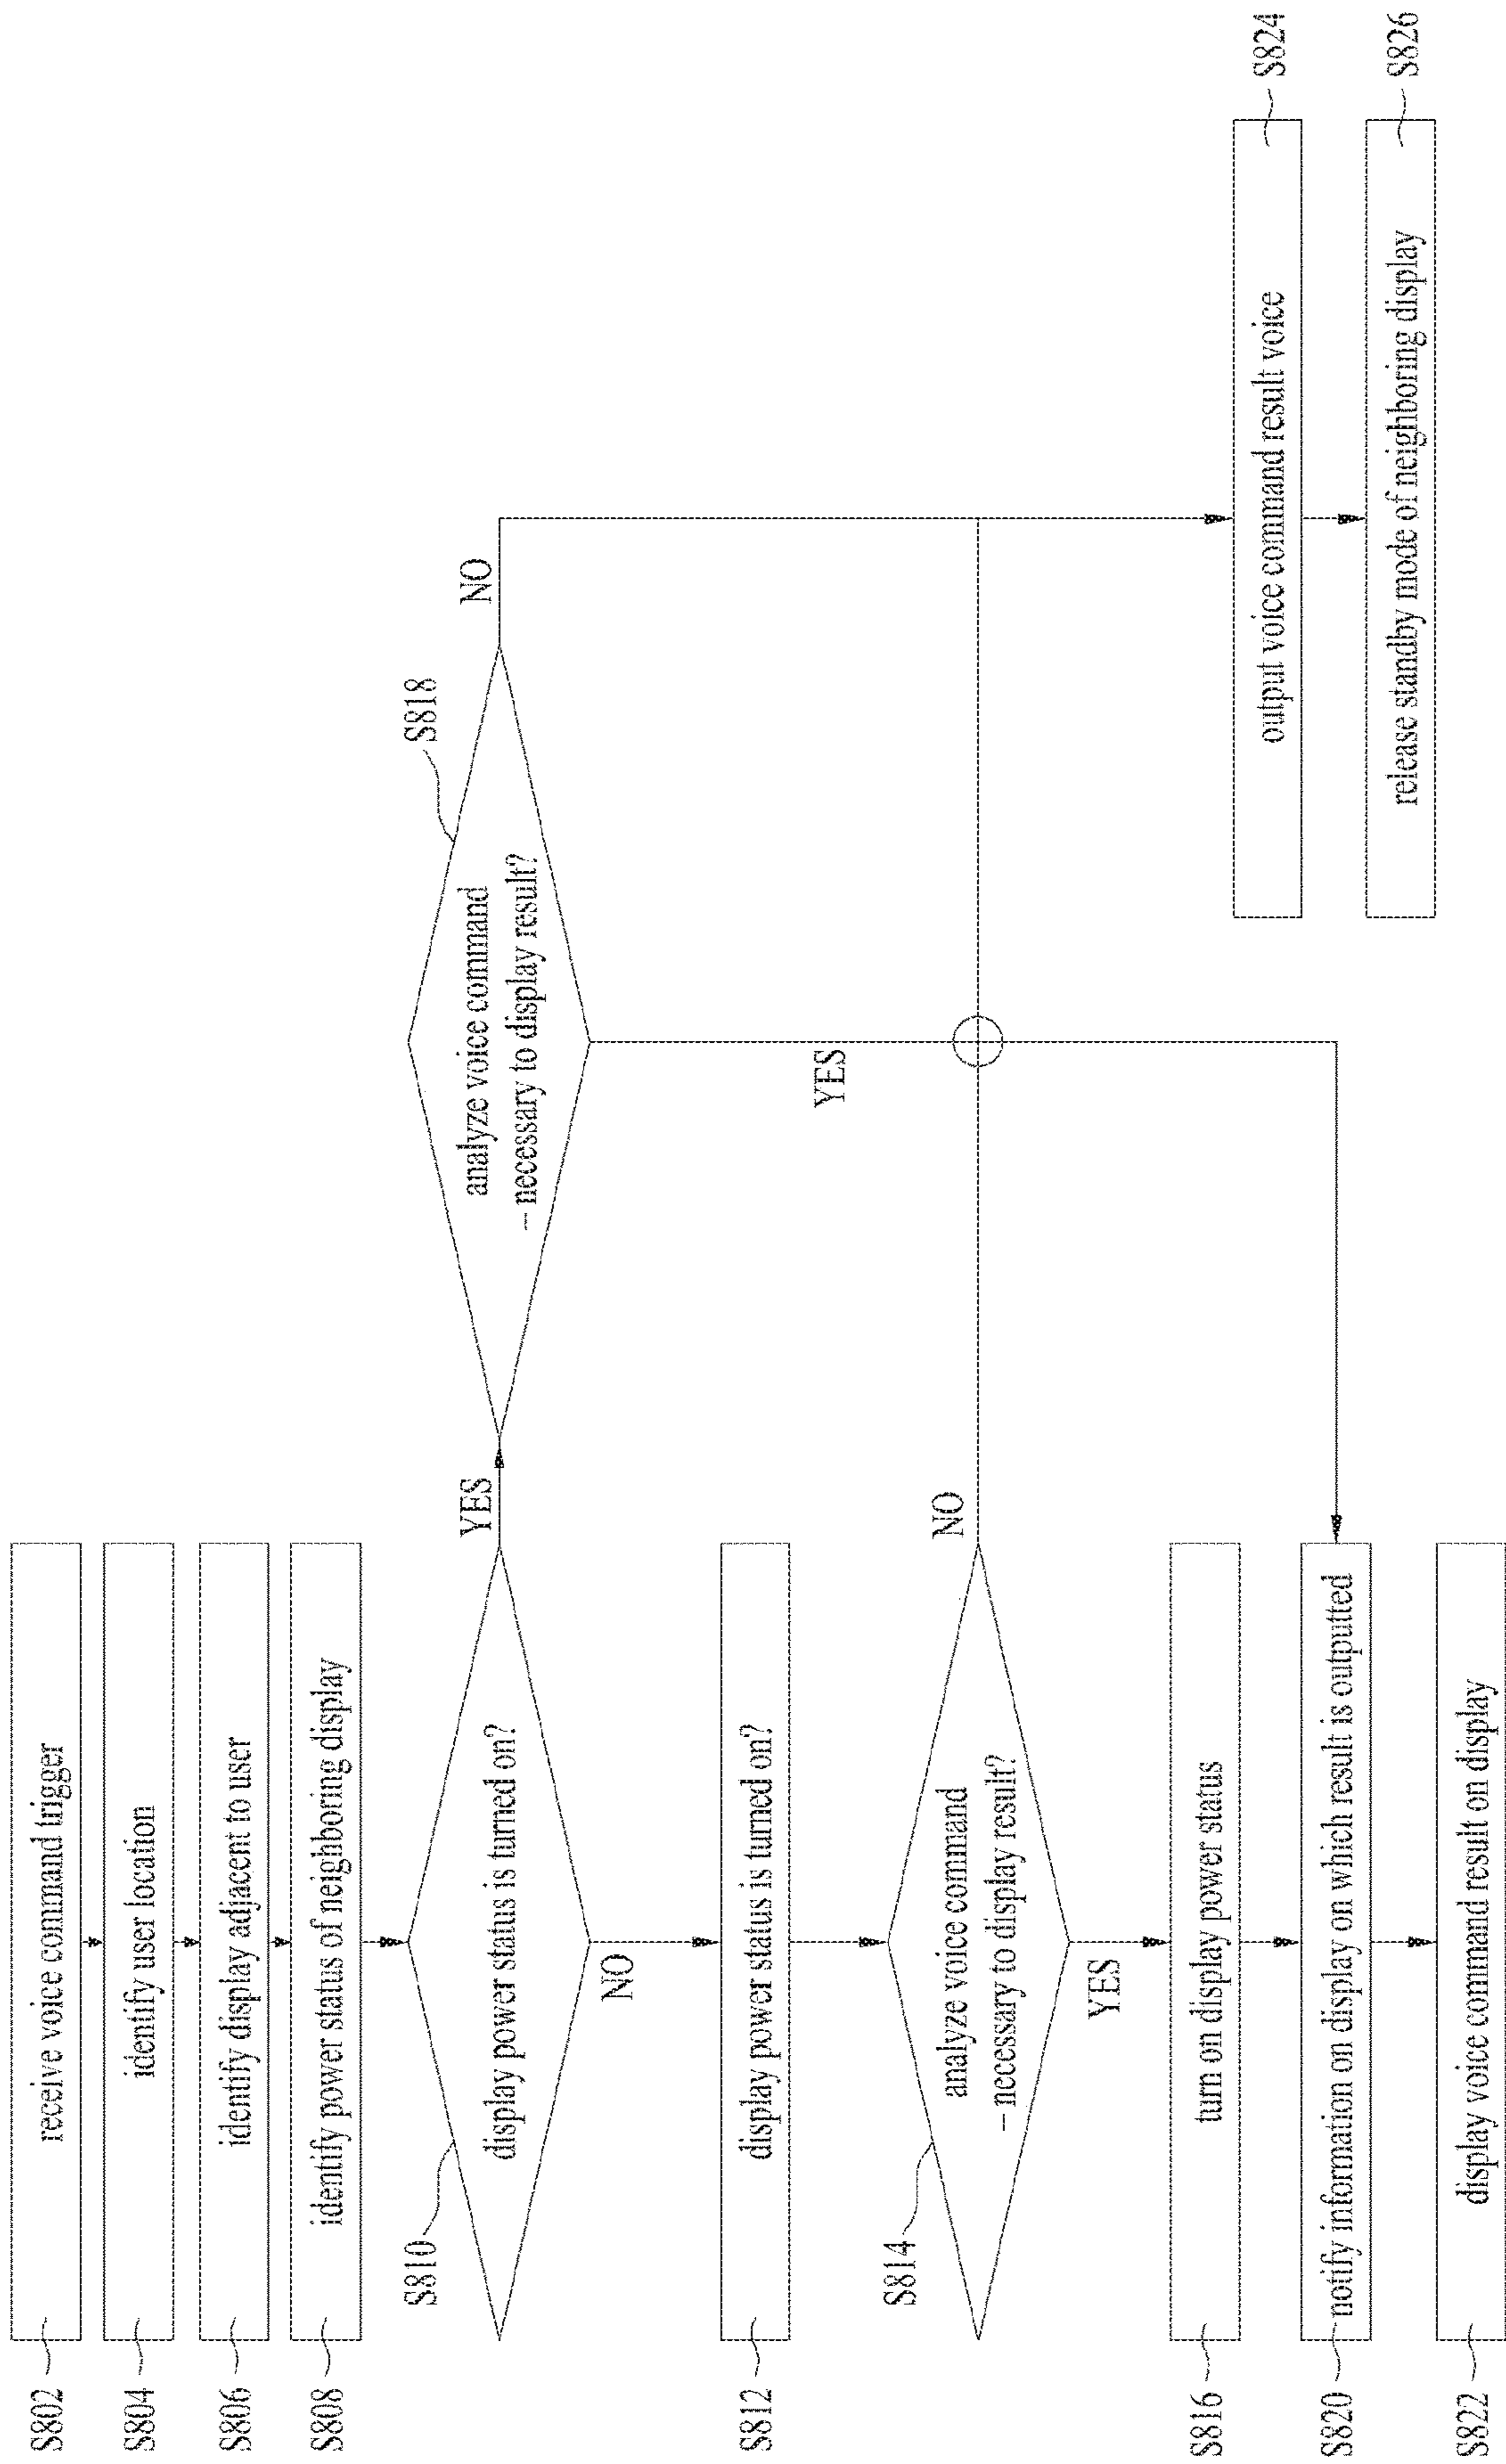 S802
receive voice command trigger
S804
identify user location
S806
identify display adjacent to user
S808
identify power status of neighboring display
S810
display power status is turned on?
YES
NO
S818
analyze voice command
– necessary to display result?
NO
YES
S812
display power status is turned on?
S814
analyze voice command
– necessary to display result?
NO
YES
S816
turn on display power status
S820
notify information on display on which result is outputted
S822
display voice command result on display
S824
output voice command result voice
S826
release standby mode of neighboring display